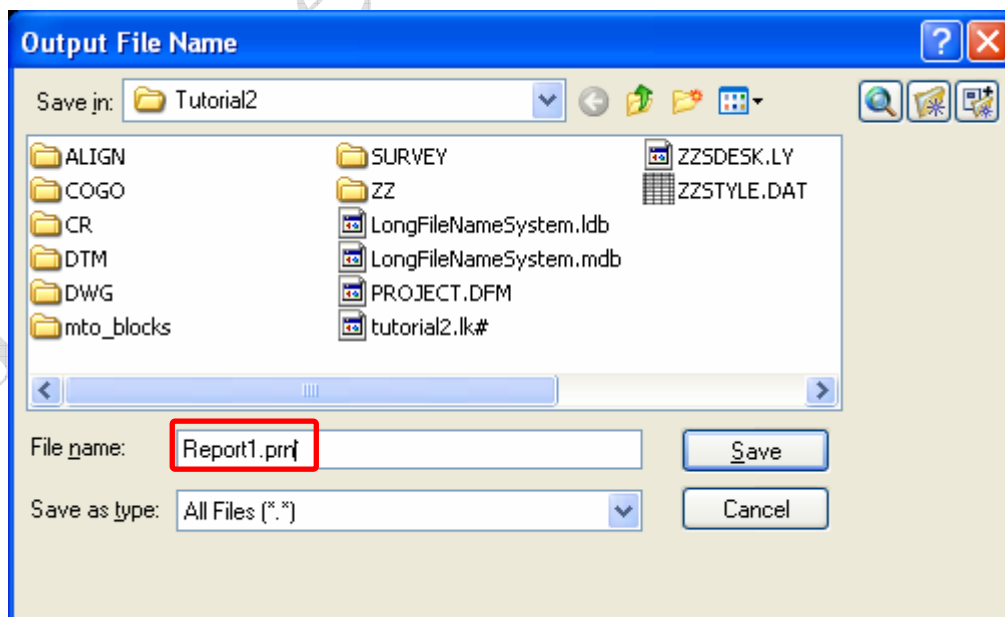 Output File Name
Save in: Tutorial2
ALIGN SURVEY ZZSDESK.LY
COGO ZZ ZZSTYLE.DAT
CR LongFileNameSystem.ldb
DTM LongFileNameSystem.mdb
DWG PROJECT.DFM
mto_blocks tutorial2.lk#
File name: Report1.prn Save
Save as type: All Files (*.*) Cancel